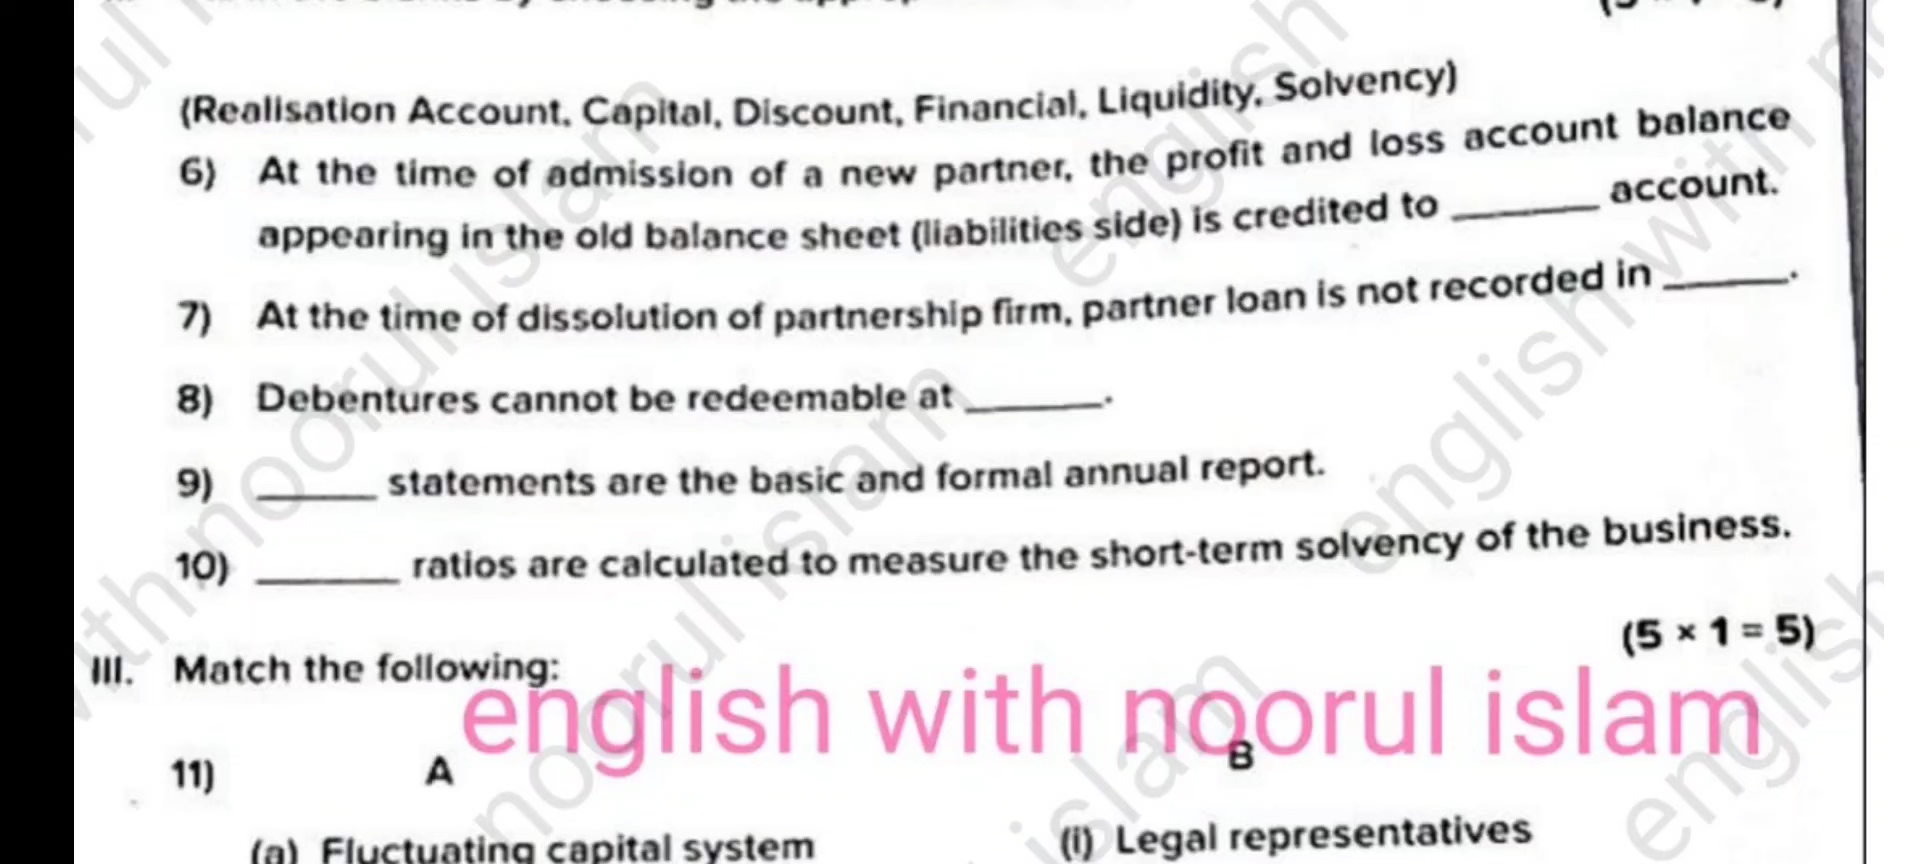 (Realisation Account, Capital, Discount, Financial, Liquidity, Solvency)
6) At the time of admission of a new partner, the profit and loss account balance
appearing in the old balance sheet (liabilities side) is credited to ______ account.
7) At the time of dissolution of partnership firm, partner loan is not recorded in ______.
8) Debentures cannot be redeemable at ______.
9) ______ statements are the basic and formal annual report.
10) ______ ratios are calculated to measure the short-term solvency of the business.
(5 × 1 = 5)
III. Match the following:
english with noorul islam
11) A B
(a) Fluctuating capital system (i) Legal representatives